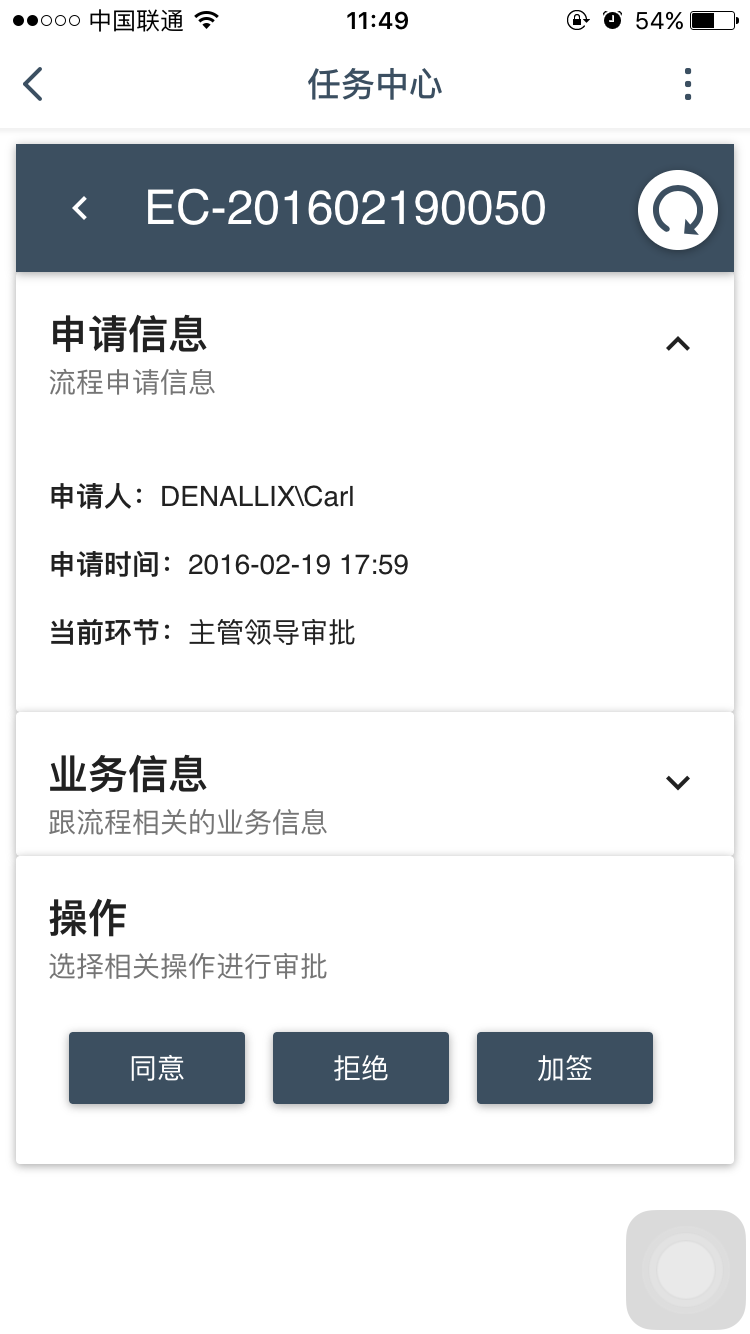 中国联通 11:49 54%
任务中心
EC-201602190050
申请信息
流程申请信息
申请人：DENALLIX\Carl
申请时间：2016-02-19 17:59
当前环节：主管领导审批
业务信息
跟流程相关的业务信息
操作
选择相关操作进行审批
同意 拒绝 加签